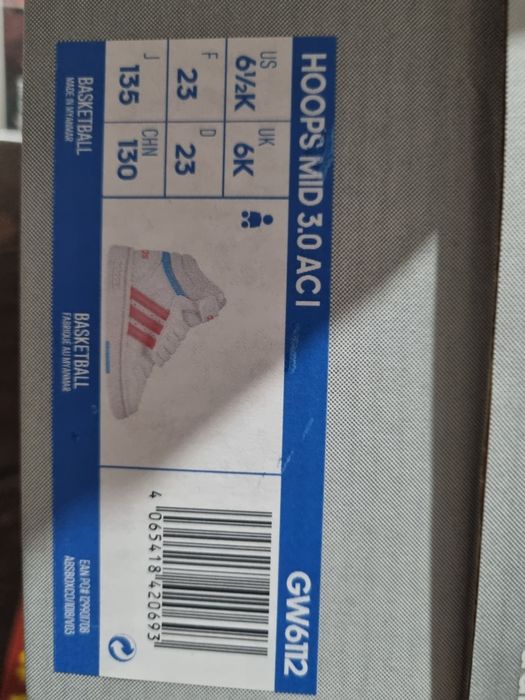 HOOPS MID 3.0 AC I
GW6112
US
6½K
UK
6K
F
23
D
23
J
135
CHN
130
4 065418 420693
BASKETBALL
MADE IN MYANMAR
BASKETBALL
FABRIQUÉ AU MYANMAR